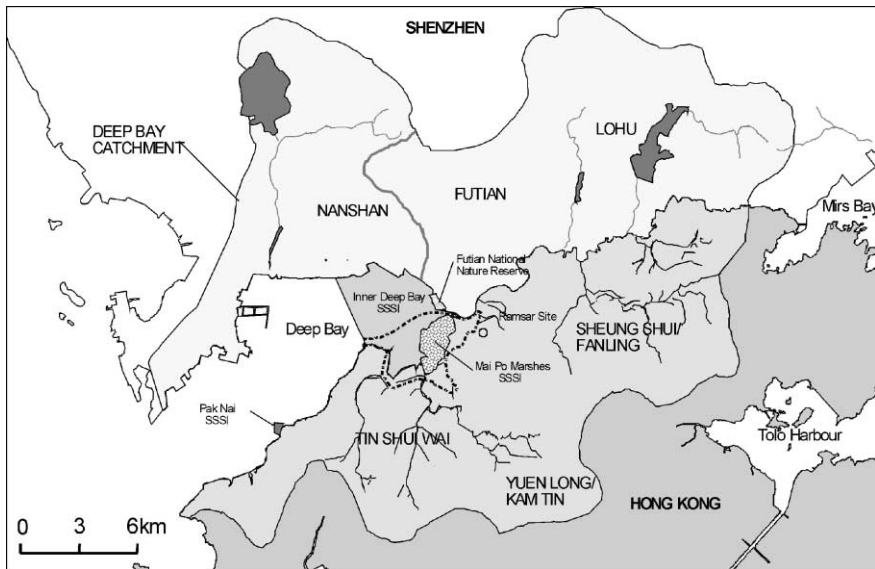 SHENZHEN
DEEP BAY
CATCHMENT
LOHU
NANSHAN
FUTIAN
Mirs Bay
Futian National
Nature Reserve
Inner Deep Bay
SSSI
Deep Bay
Ramsar Site
SHEUNG SHUI/
FANLING
Mai Po Marshes
SSSI
Pak Nai
SSSI
TIN SHUI WAI
Tolo Harbour
YUEN LONG/
KAM TIN
HONG KONG
0 3 6km